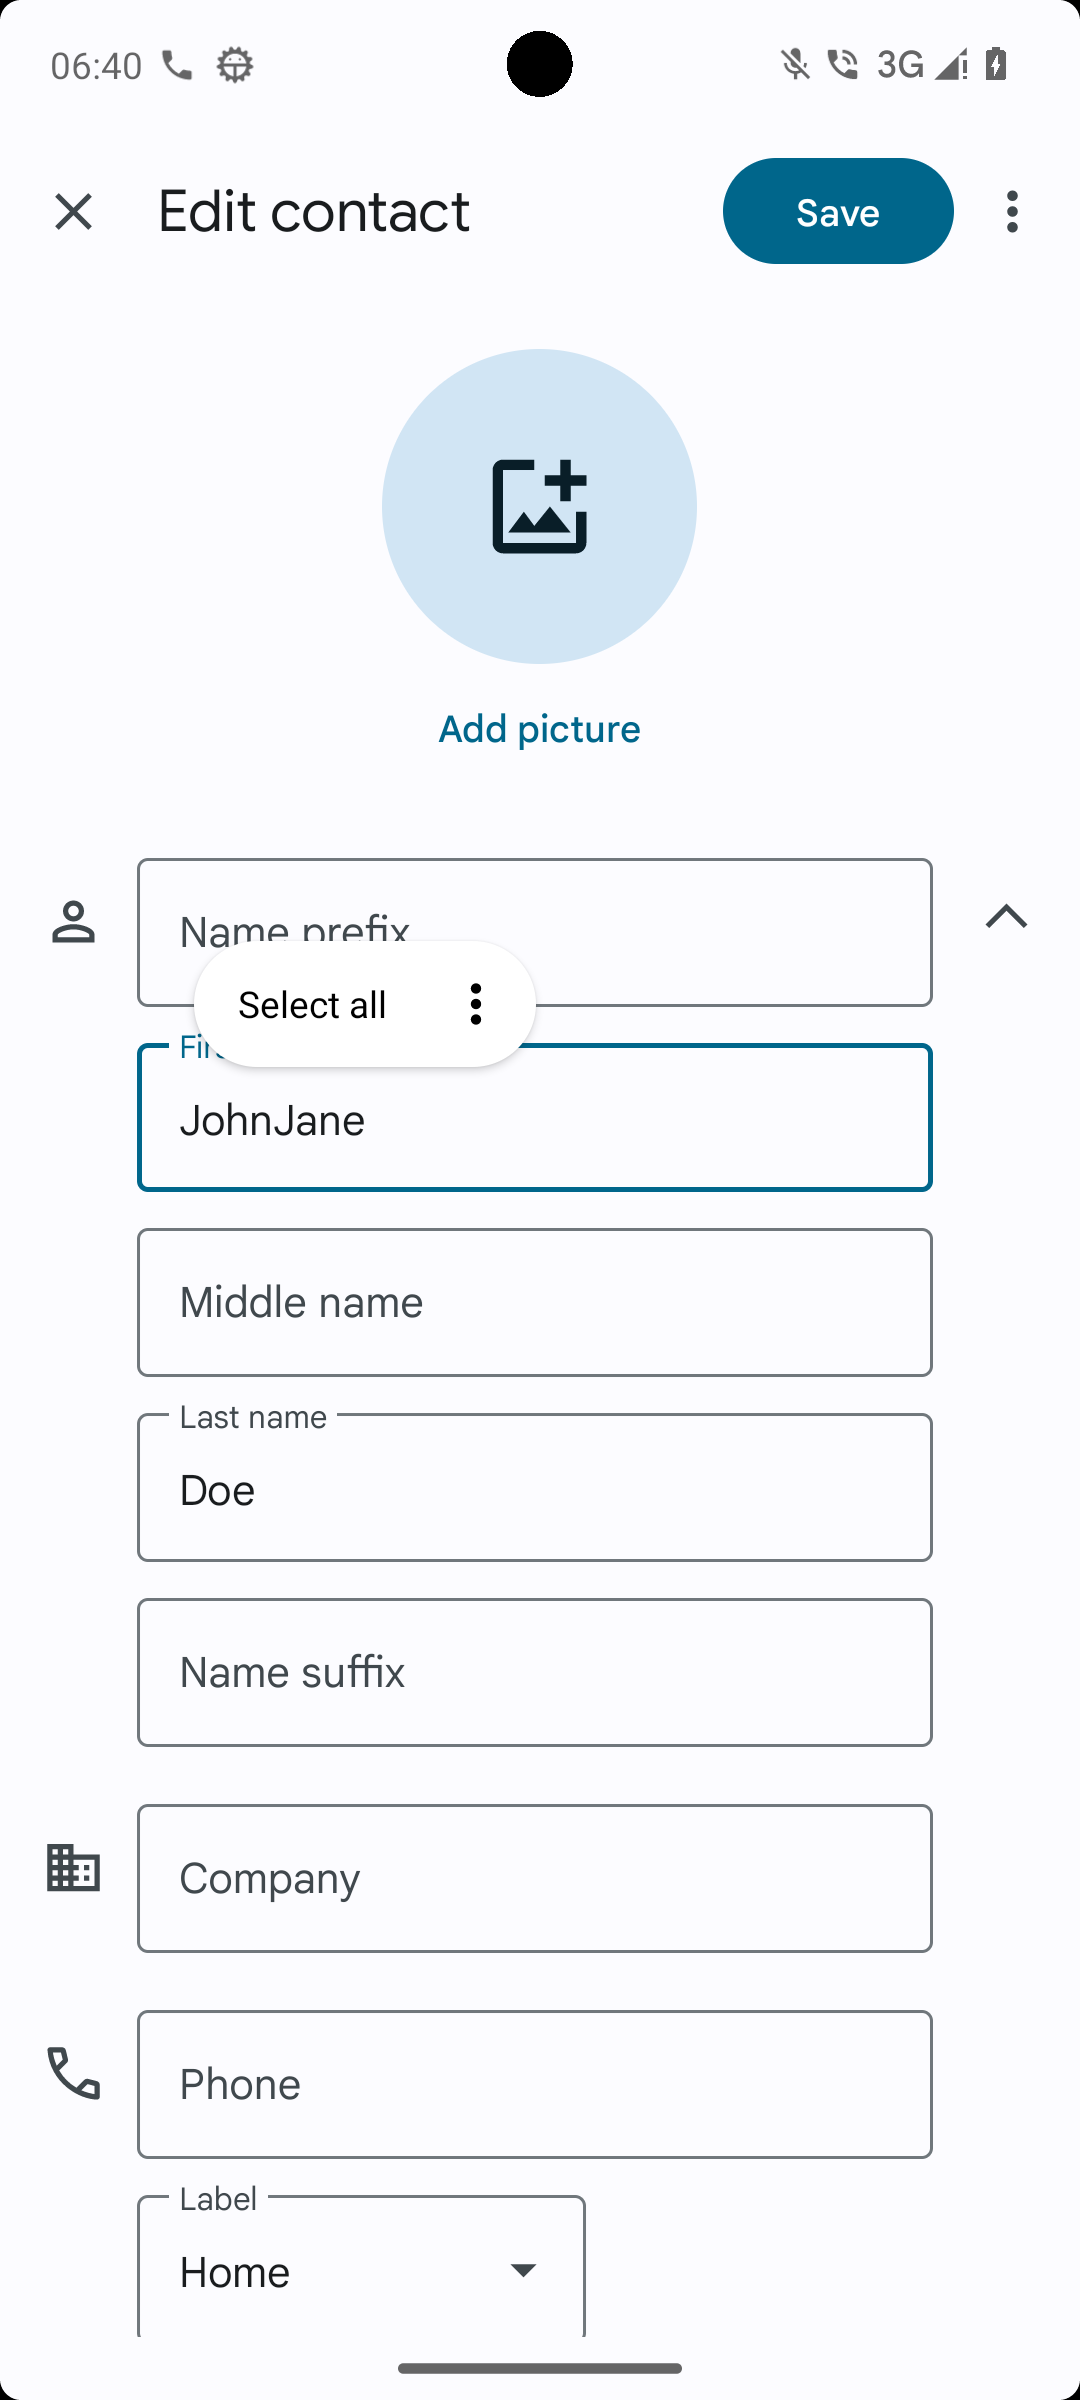 06:40
3G
Edit contact
Save
Add picture
Name prefix
Select all
JohnJane
Middle name
Last name
Doe
Name suffix
Company
Phone
Label
Home